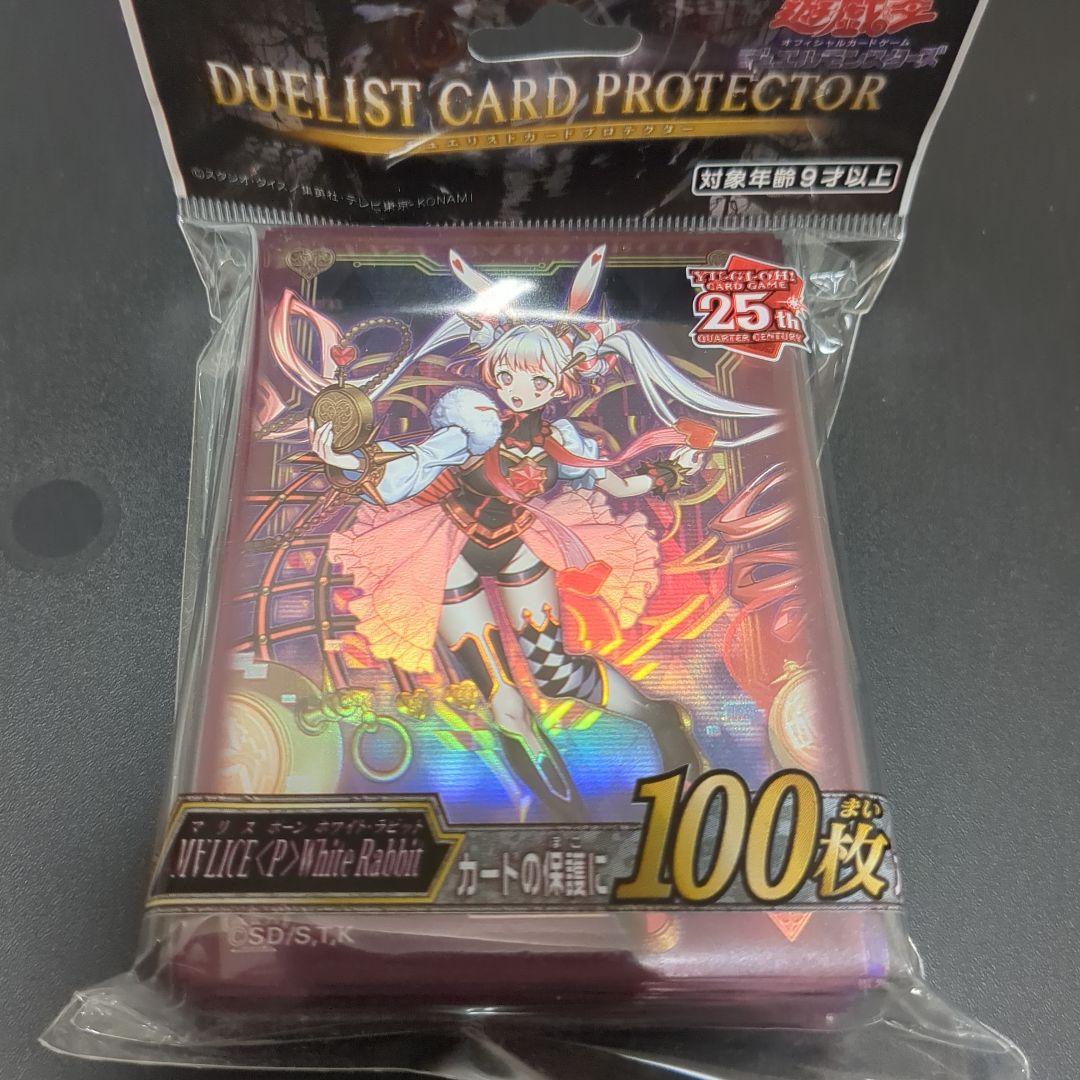 遊戯王
オフィシャルカードゲーム
デュエルモンスターズ
DUELIST CARD PROTECTOR
デュエリストカードプロテクター
©スタジオ・ダイス／集英社・テレビ東京・KONAMI
対象年齢9才以上
YU-GI-OH!
CARD GAME
25th
QUARTER CENTURY
マリス ポーン ホワイト・ラビット
M∀LICE<P>White Rabbit
まご
カードの保護に
まい
100枚
©SD/S,T,K